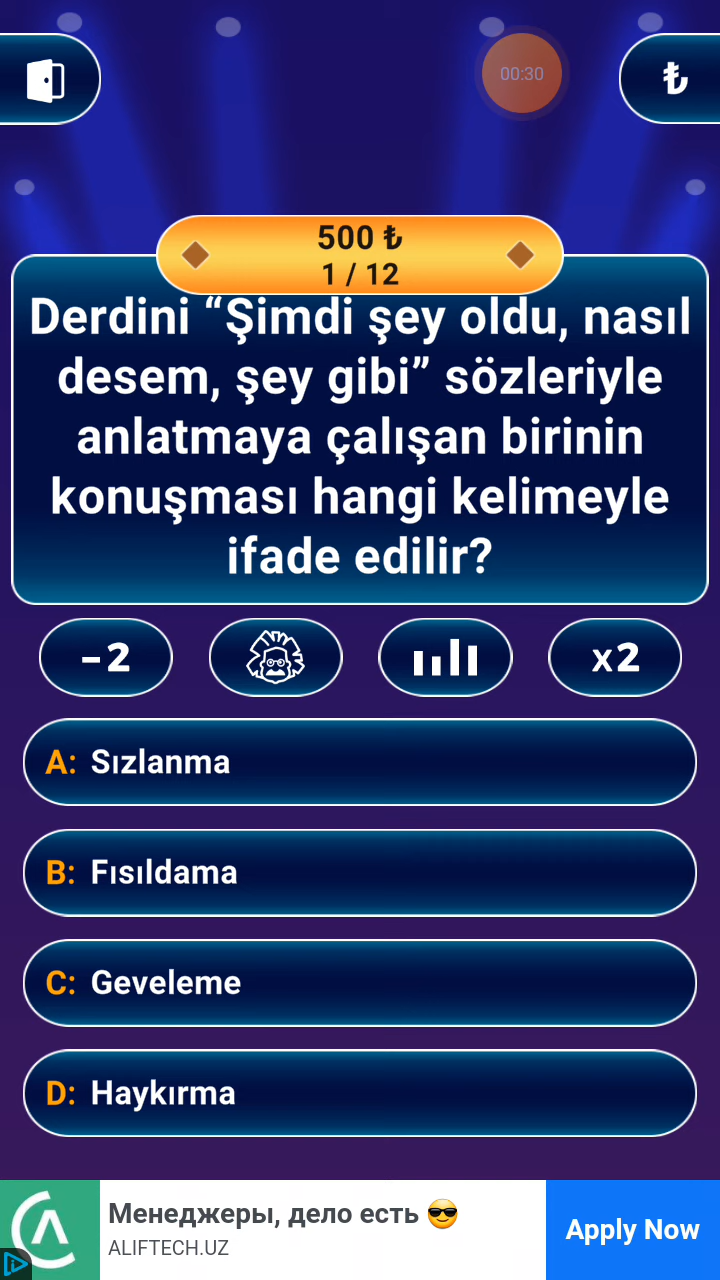 00:30
₺
500 ₺
1 / 12
Derdini “Şimdi şey oldu, nasıl
desem, şey gibi” sözleriyle
anlatmaya çalışan birinin
konuşması hangi kelimeyle
ifade edilir?
-2
x2
A: Sızlanma
B: Fısıldama
C: Geveleme
D: Haykırma
Менеджеры, дело есть 😎
ALIFTECH.UZ
Apply Now